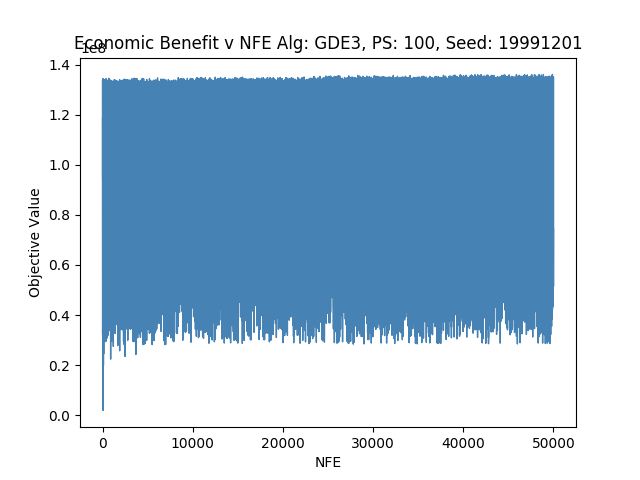 Economic Benefit v NFE Alg: GDE3, PS: 100, Seed: 19991201
1e8
1.4
1.2
1.0
0.8
0.6
0.4
0.2
0.0
Objective Value
0 10000 20000 30000 40000 50000
NFE